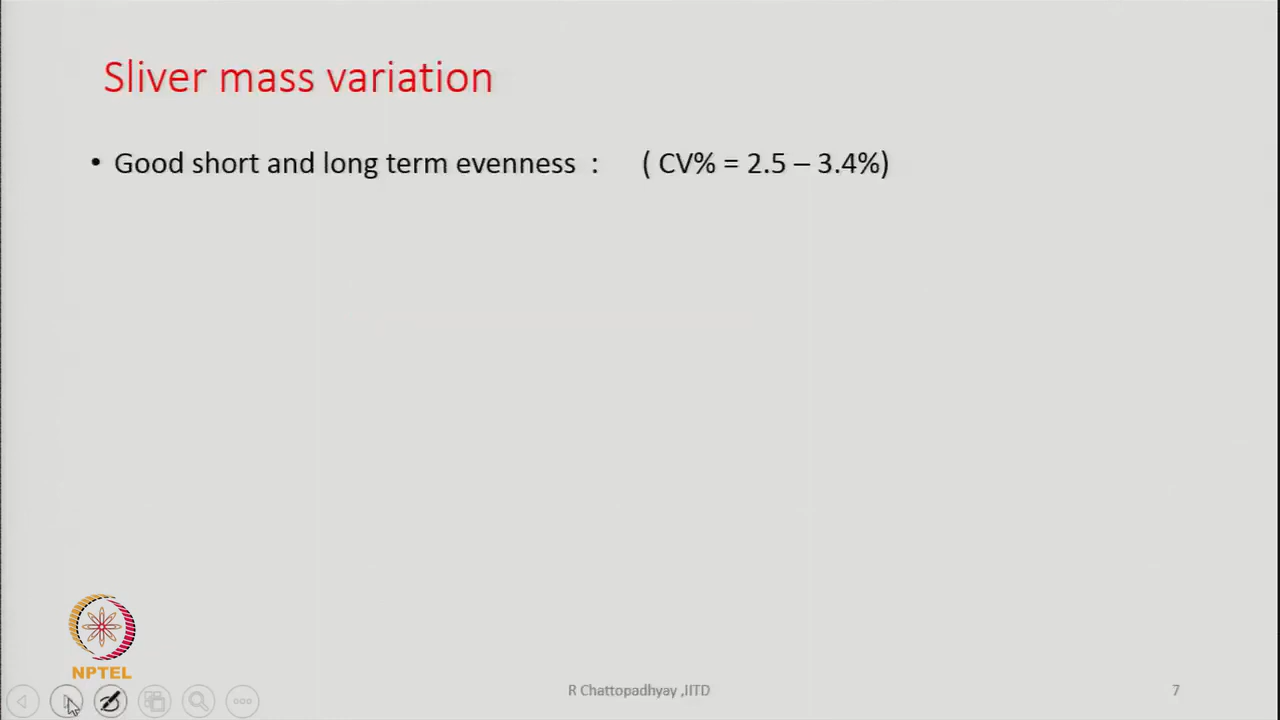 Sliver mass variation
• Good short and long term evenness : ( CV% = 2.5 – 3.4%)
NPTEL
R Chattopadhyay ,IITD
7